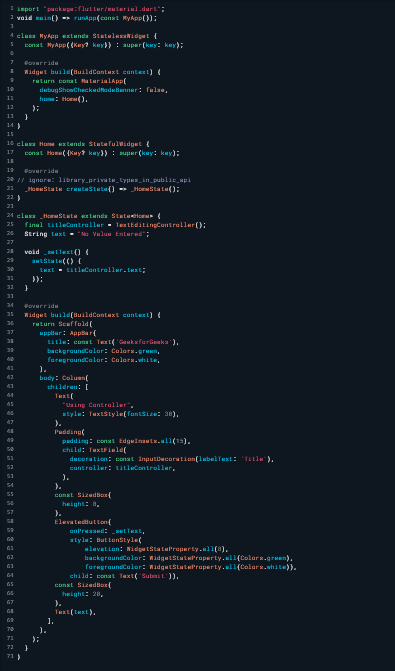 1 import "package:flutter/material.dart";
2 void main() => runApp(const MyApp());
3
4 class MyApp extends StatelessWidget {
5   const MyApp({Key? key}) : super(key: key);
6
7   @override
8   Widget build(BuildContext context) {
9     return const MaterialApp(
10       debugShowCheckedModeBanner: false,
11       home: Home(),
12     );
13   }
14 }
15
16 class Home extends StatefulWidget {
17   const Home({Key? key}) : super(key: key);
18
19   @override
20 // ignore: library_private_types_in_public_api
21   _HomeState createState() => _HomeState();
22 }
23
24 class _HomeState extends State<Home> {
25   final titleController = TextEditingController();
26   String text = "No Value Entered";
27
28   void _setText() {
29     setState(() {
30       text = titleController.text;
31     });
32   }
33
34   @override
35   Widget build(BuildContext context) {
36     return Scaffold(
37       appBar: AppBar(
38         title: const Text('GeeksforGeeks'),
39         backgroundColor: Colors.green,
40         foregroundColor: Colors.white,
41       ),
42       body: Column(
43         children: [
44           Text(
45             "Using Controller",
46             style: TextStyle(fontSize: 30),
47           ),
48           Padding(
49             padding: const EdgeInsets.all(15),
50             child: TextField(
51               decoration: const InputDecoration(labelText: 'Title'),
52               controller: titleController,
53             ),
54           ),
55           const SizedBox(
56             height: 8,
57           ),
58           ElevatedButton(
59               onPressed: _setText,
60               style: ButtonStyle(
61                   elevation: WidgetStateProperty.all(8),
62                   backgroundColor: WidgetStateProperty.all(Colors.green),
63                   foregroundColor: WidgetStateProperty.all(Colors.white)),
64               child: const Text('Submit')),
65           const SizedBox(
66             height: 20,
67           ),
68           Text(text),
69         ],
70       ),
71     );
72   }
73 }